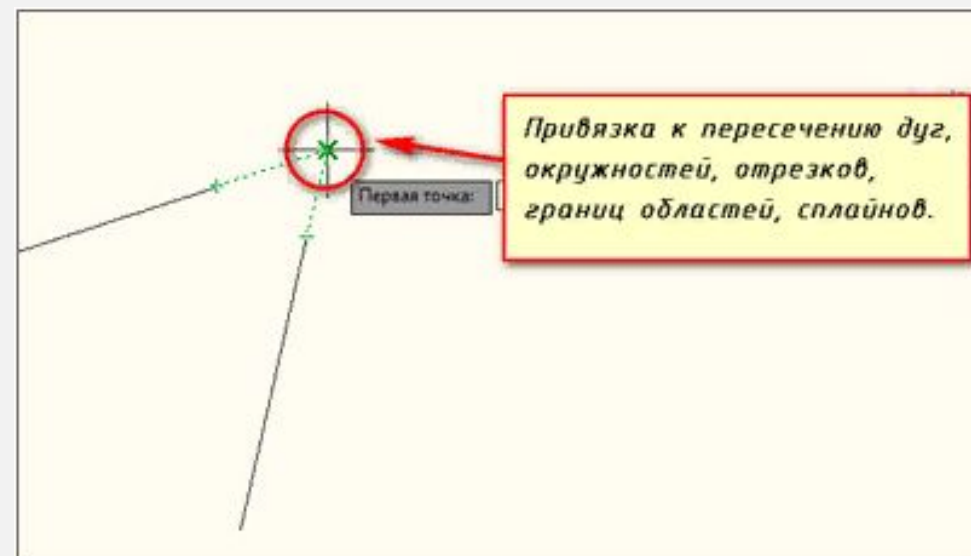 Привязка к пересечению дуг,
окружностей, отрезков,
границ областей, сплайнов.
Первая точка: